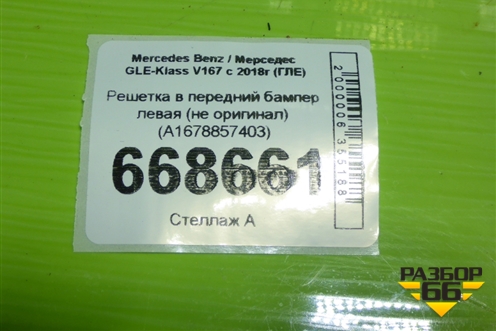 Mercedes Benz / Мерседес
GLE-Klass V167 с 2018г (ГЛЕ)
Решетка в передний бампер
левая (не оригинал)
(A1678857403)
668661
Стеллаж А
2000006355188
РАЗБОР
66